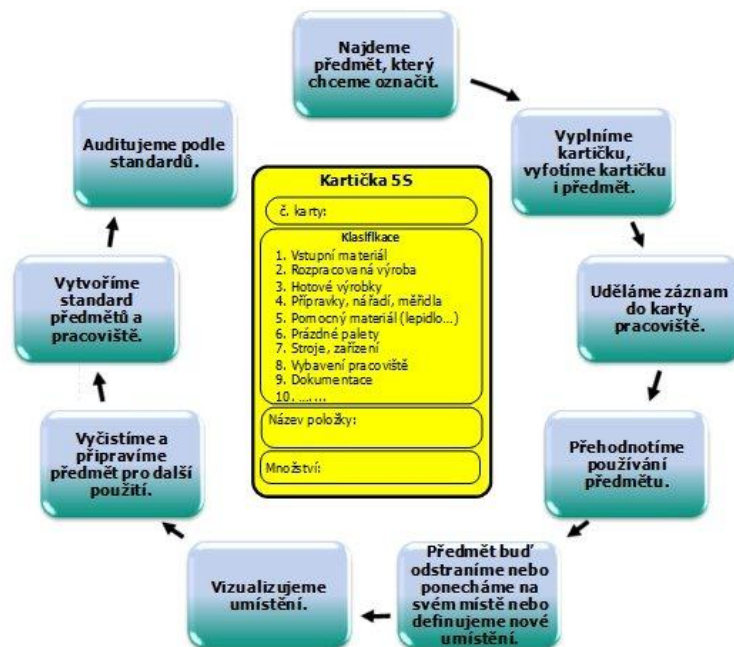 Najdeme
předmět, který
chceme označit.
Vyplníme
kartičku,
vyfotíme kartičku
i předmět.
Uděláme záznam
do karty
pracoviště.
Přehodnotíme
používání
předmětu.
Předmět buď
odstraníme nebo
ponecháme na
svém místě nebo
definujeme nové
umístění.
Vizualizujeme
umístění.
Vyčistíme a
připravíme
předmět pro další
použití.
Vytvoříme
standard
předmětů a
pracoviště.
Auditujeme podle
standardů.
Kartička 5S
č. karty:
Klasifikace
1. Vstupní materiál
2. Rozpracovaná výroba
3. Hotové výrobky
4. Přípravky, nářadí, měřidla
5. Pomocný materiál (lepidlo...)
6. Prázdné palety
7. Stroje, zařízení
8. Vybavení pracoviště
9. Dokumentace
10. .... ...
Název položky:
Množství: